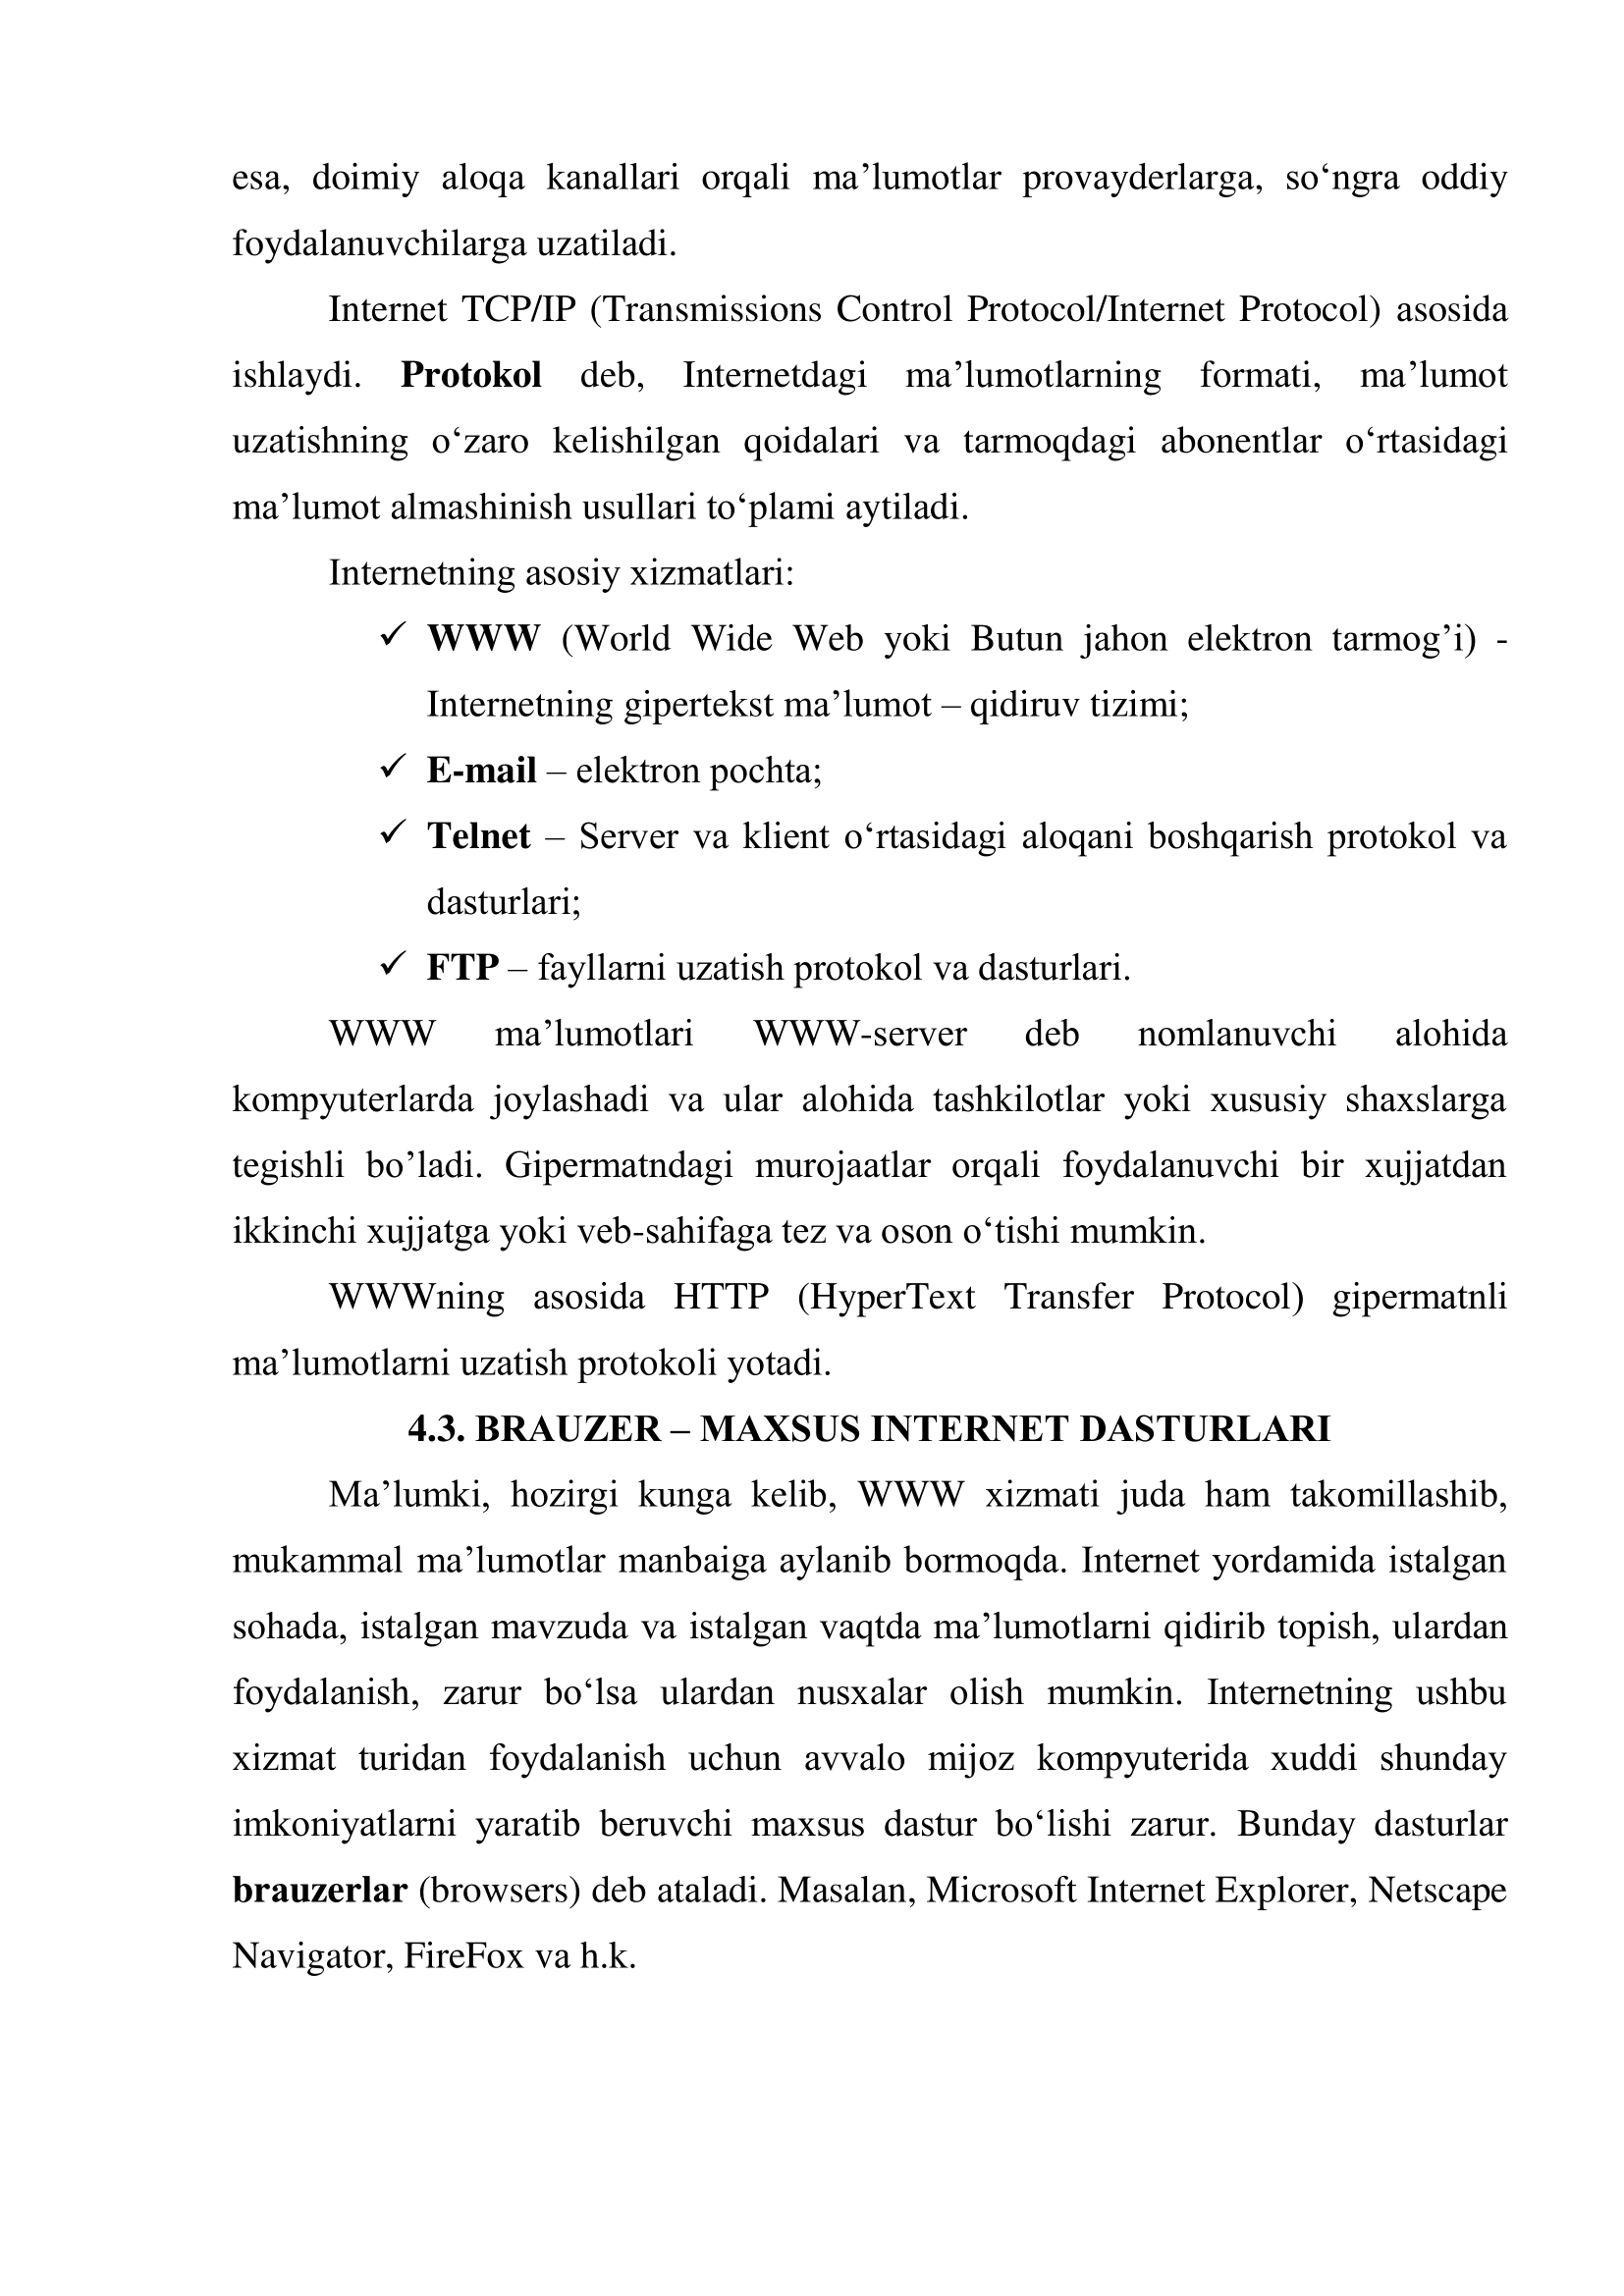 esa, doimiy aloqa kanallari orqali ma’lumotlar provayderlarga, so‘ngra oddiy
foydalanuvchilarga uzatiladi.
Internet TCP/IP (Transmissions Control Protocol/Internet Protocol) asosida
ishlaydi. Protokol deb, Internetdagi ma’lumotlarning formati, ma’lumot
uzatishning o‘zaro kelishilgan qoidalari va tarmoqdagi abonentlar o‘rtasidagi
ma’lumot almashinish usullari to‘plami aytiladi.
Internetning asosiy xizmatlari:
✓ WWW (World Wide Web yoki Butun jahon elektron tarmog’i) -
Internetning gipertekst ma’lumot – qidiruv tizimi;
✓ E-mail – elektron pochta;
✓ Telnet – Server va klient o‘rtasidagi aloqani boshqarish protokol va
dasturlari;
✓ FTP – fayllarni uzatish protokol va dasturlari.
WWW ma’lumotlari WWW-server deb nomlanuvchi alohida
kompyuterlarda joylashadi va ular alohida tashkilotlar yoki xususiy shaxslarga
tegishli bo’ladi. Gipermatndagi murojaatlar orqali foydalanuvchi bir xujjatdan
ikkinchi xujjatga yoki veb-sahifaga tez va oson o‘tishi mumkin.
WWWning asosida HTTP (HyperText Transfer Protocol) gipermatnli
ma’lumotlarni uzatish protokoli yotadi.
4.3. BRAUZER – MAXSUS INTERNET DASTURLARI
Ma’lumki, hozirgi kunga kelib, WWW xizmati juda ham takomillashib,
mukammal ma’lumotlar manbaiga aylanib bormoqda. Internet yordamida istalgan
sohada, istalgan mavzuda va istalgan vaqtda ma’lumotlarni qidirib topish, ulardan
foydalanish, zarur bo‘lsa ulardan nusxalar olish mumkin. Internetning ushbu
xizmat turidan foydalanish uchun avvalo mijoz kompyuterida xuddi shunday
imkoniyatlarni yaratib beruvchi maxsus dastur bo‘lishi zarur. Bunday dasturlar
brauzerlar (browsers) deb ataladi. Masalan, Microsoft Internet Explorer, Netscape
Navigator, FireFox va h.k.